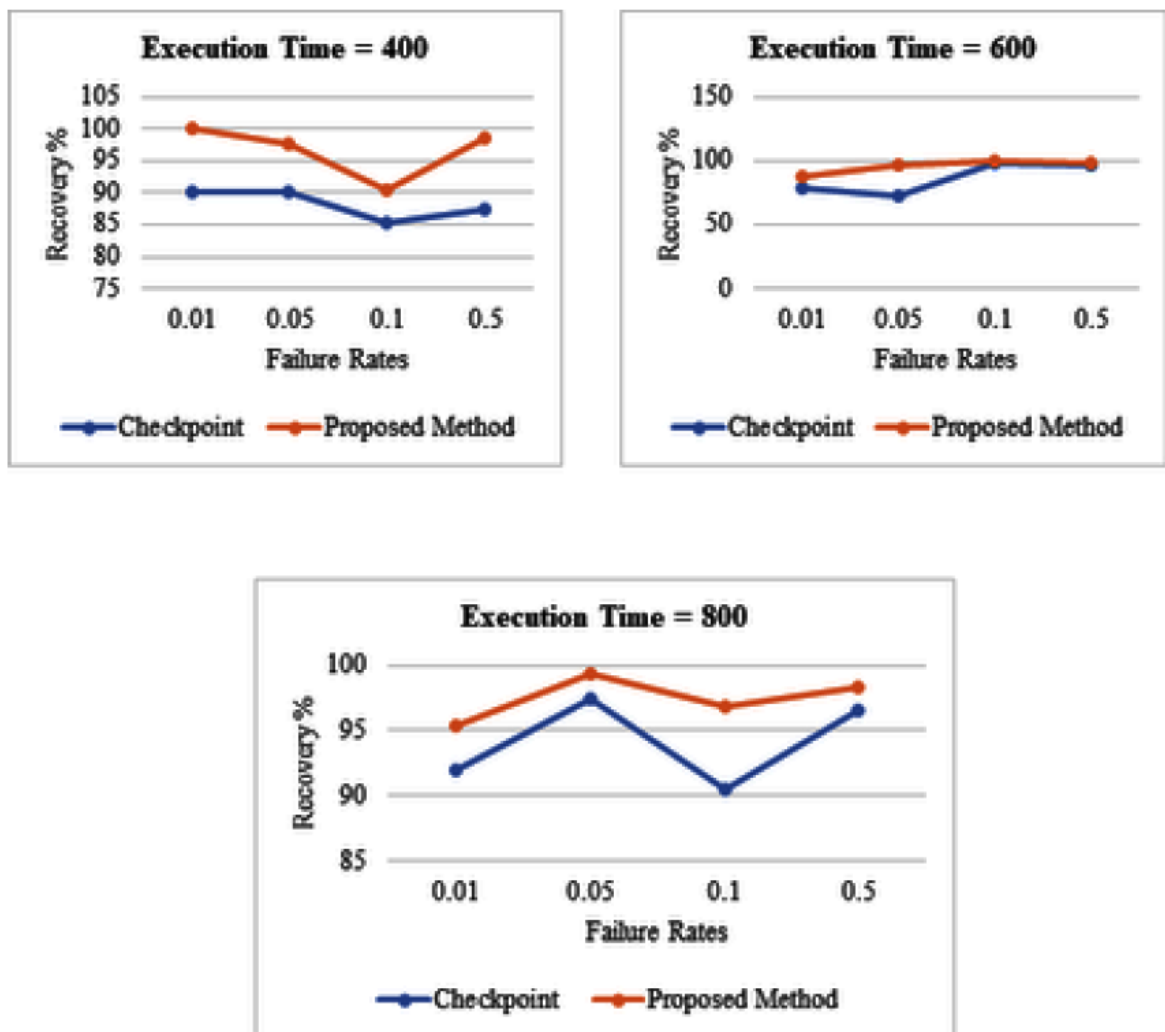 Execution Time = 400
105
100
95
90
85
80
75
Recovery%
0.01 0.05 0.1 0.5
Failure Rates
Checkpoint Proposed Method
Execution Time = 600
150
100
50
0
Recovery%
0.01 0.05 0.1 0.5
Failure Rates
Checkpoint Proposed Method
Execution Time = 800
100
95
90
85
Recovery%
0.01 0.05 0.1 0.5
Failure Rates
Checkpoint Proposed Method